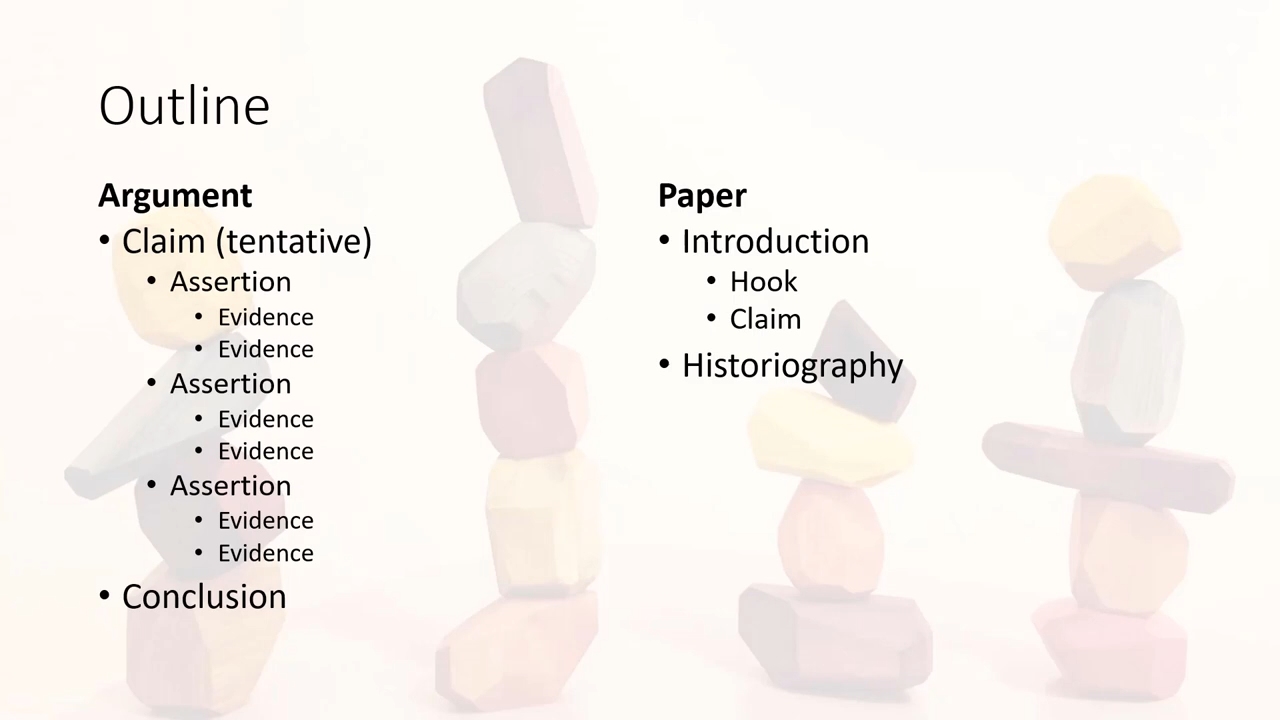 Outline
Argument
• Claim (tentative)
• Assertion
• Evidence
• Evidence
• Assertion
• Evidence
• Evidence
• Assertion
• Evidence
• Evidence
• Conclusion
Paper
• Introduction
• Hook
• Claim
• Historiography